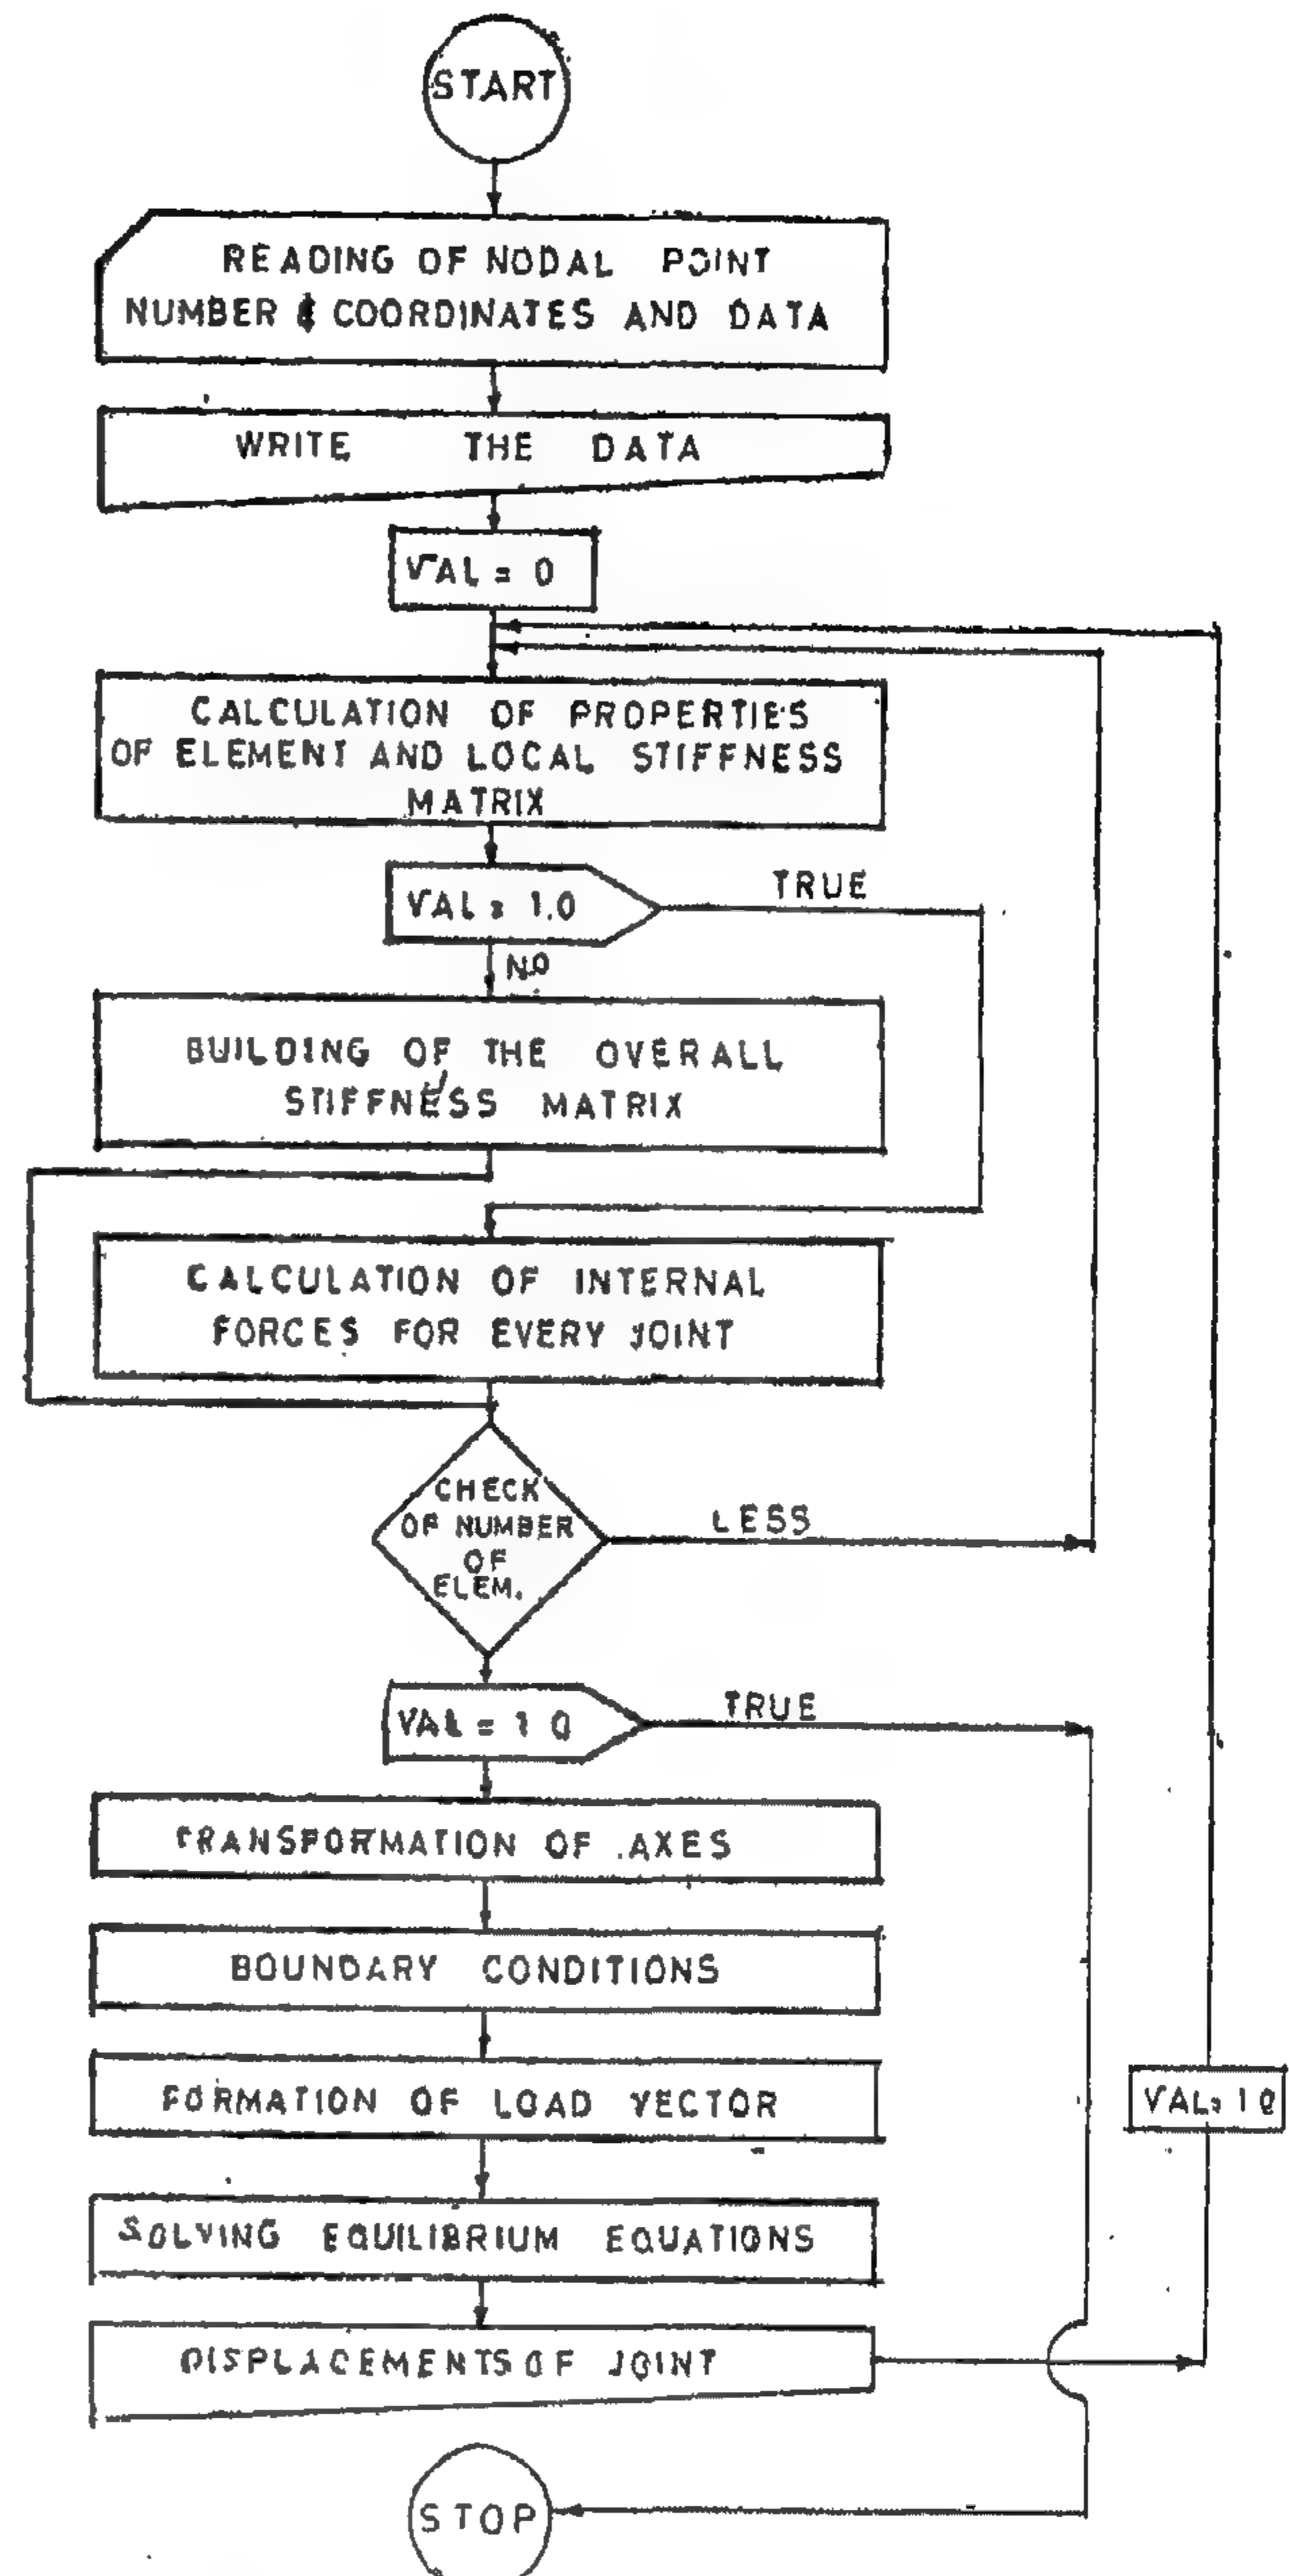 START
READING OF NODAL POINT
NUMBER & COORDINATES AND DATA
WRITE THE DATA
VAL = 0
CALCULATION OF PROPERTIES
OF ELEMENT AND LOCAL STIFFNESS
MATRIX
VAL = 1.0
TRUE
NO
BUILDING OF THE OVERALL
STIFFNESS MATRIX
CALCULATION OF INTERNAL
FORCES FOR EVERY JOINT
CHECK
OF NUMBER
OF
ELEM.
LESS
VAL = 1 0
TRUE
TRANSFORMATION OF AXES
BOUNDARY CONDITIONS
FORMATION OF LOAD VECTOR
VAL = 1 0
SOLVING EQUILIBRIUM EQUATIONS
DISPLACEMENTS OF JOINT
STOP